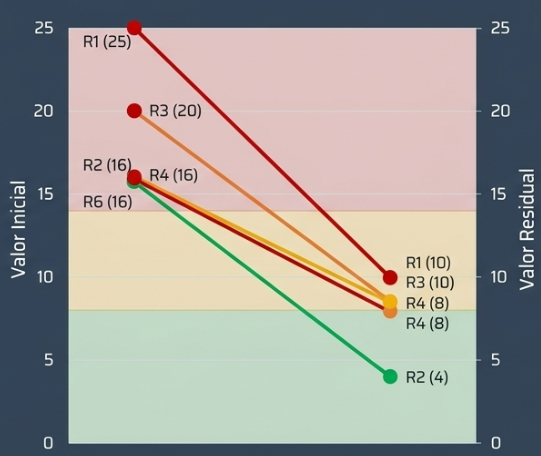 25
20
15
10
5
0
Valor Inicial
R1 (25)
R3 (20)
R2 (16)
R4 (16)
R6 (16)
R1 (10)
R3 (10)
R4 (8)
R4 (8)
R2 (4)
25
20
15
10
5
0
Valor Residual